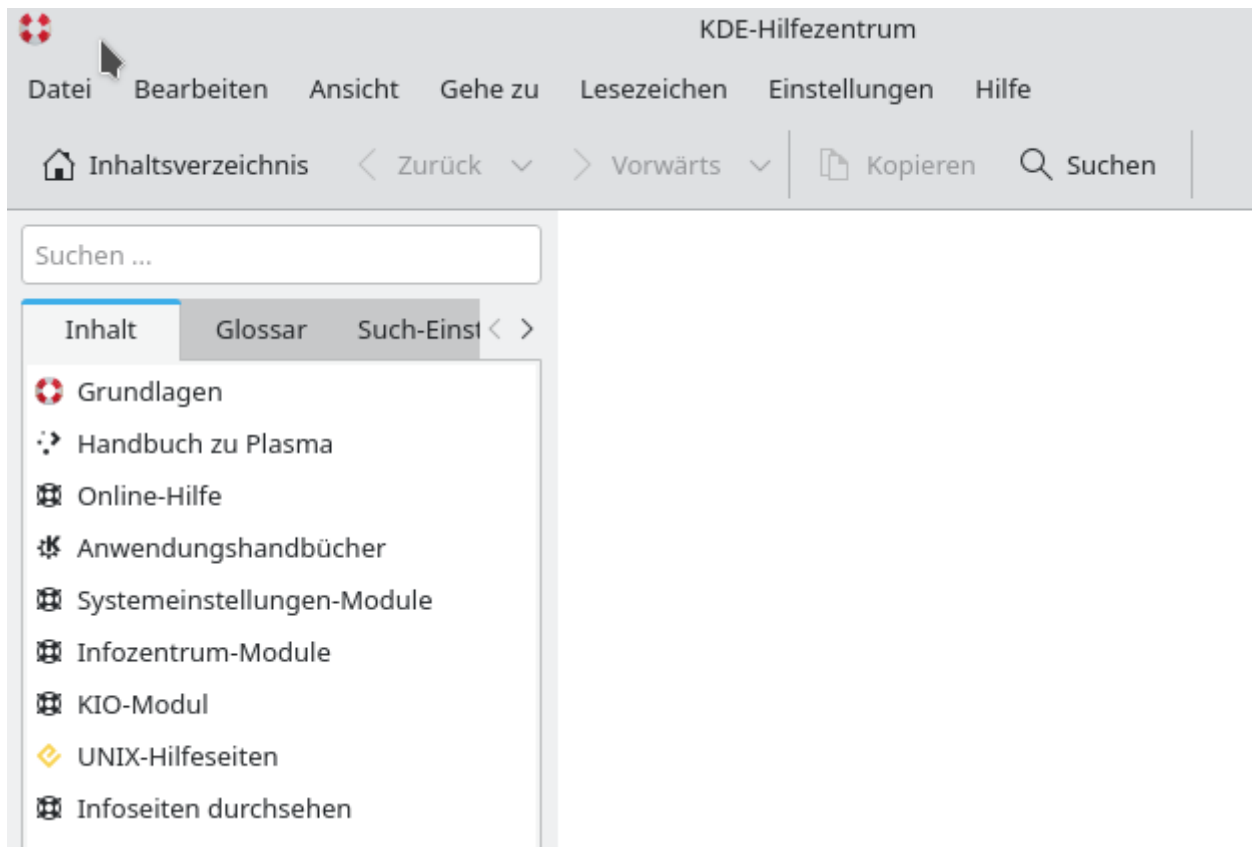 KDE-Hilfezentrum
Datei Bearbeiten Ansicht Gehe zu Lesezeichen Einstellungen Hilfe
Inhaltsverzeichnis Zurück Vorwärts Kopieren Suchen
Suchen ...
Inhalt Glossar Such-Einst
Grundlagen
Handbuch zu Plasma
Online-Hilfe
Anwendungshandbücher
Systemeinstellungen-Module
Infozentrum-Module
KIO-Modul
UNIX-Hilfeseiten
Infoseiten durchsehen